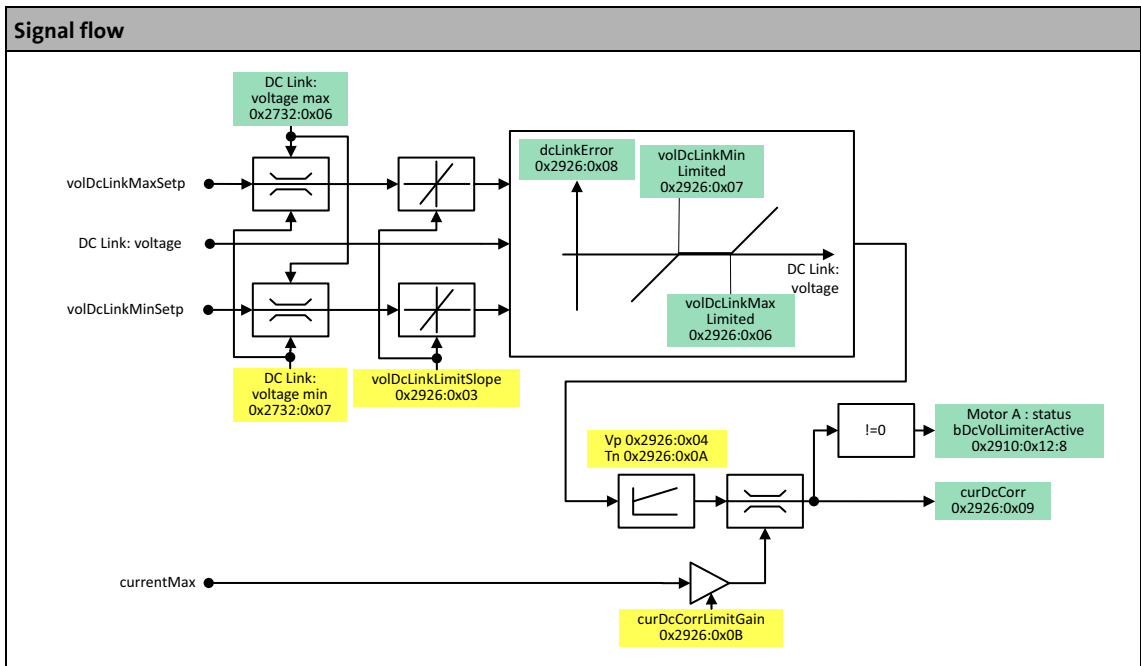 Signal flow
DC Link:
voltage max
0x2732:0x06
volDcLinkMaxSetp
DC Link: voltage
volDcLinkMinSetp
DC Link:
voltage min
0x2732:0x07
volDcLinkLimitSlope
0x2926:0x03
dcLinkError
0x2926:0x08
volDcLinkMin
Limited
0x2926:0x07
DC Link:
voltage
volDcLinkMax
Limited
0x2926:0x06
Vp 0x2926:0x04
Tn 0x2926:0x0A
!=0
Motor A : status
bDcVolLimiterActive
0x2910:0x12:8
curDcCorr
0x2926:0x09
currentMax
curDcCorrLimitGain
0x2926:0x0B